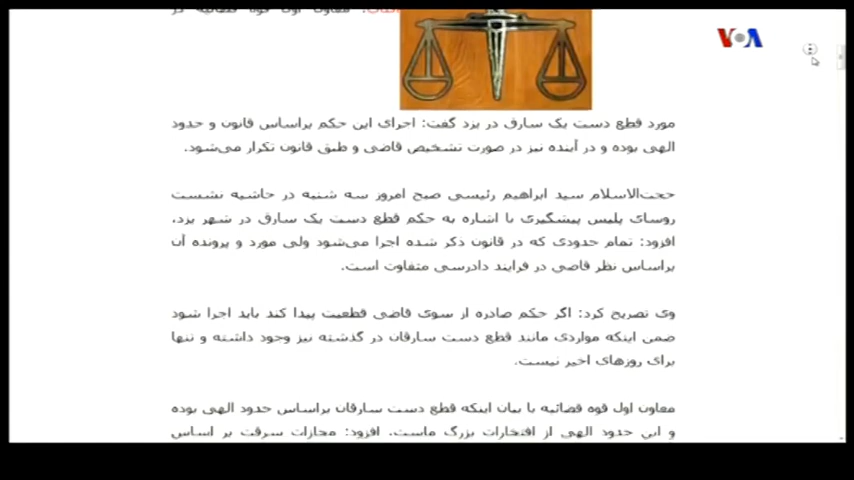 VOA
معاون اول قوه قضائیه در
مورد قطع دست یک سارق در یزد گفت: اجرای این حکم براساس قانون و حدود
الهی بوده و در آینده نیز در صورت تشخیص قاضی و طبق قانون تکرار می‌شود.
حجت‌الاسلام سید ابراهیم رئیسی صبح امروز سه شنبه در حاشیه نشست
روسای پلیس پیشگیری با اشاره به حکم قطع دست یک سارق در شهر یزد،
افزود: تمام حدودی که در قانون ذکر شده اجرا می‌شود ولی مورد و پرونده آن
براساس نظر قاضی در فرایند دادرسی متفاوت است.
وی تصریح کرد: اگر حکم صادره از سوی قاضی قطعیت پیدا کند باید اجرا شود
ضمن اینکه مواردی مانند قطع دست سارقان در گذشته نیز وجود داشته و تنها
برای روزهای اخیر نیست.
معاون اول قوه قضائیه با بیان اینکه قطع دست سارقان براساس حدود الهی بوده
و این حدود الهی از افتخارات بزرگ ماست، افزود: مجازات سرقت بر اساس